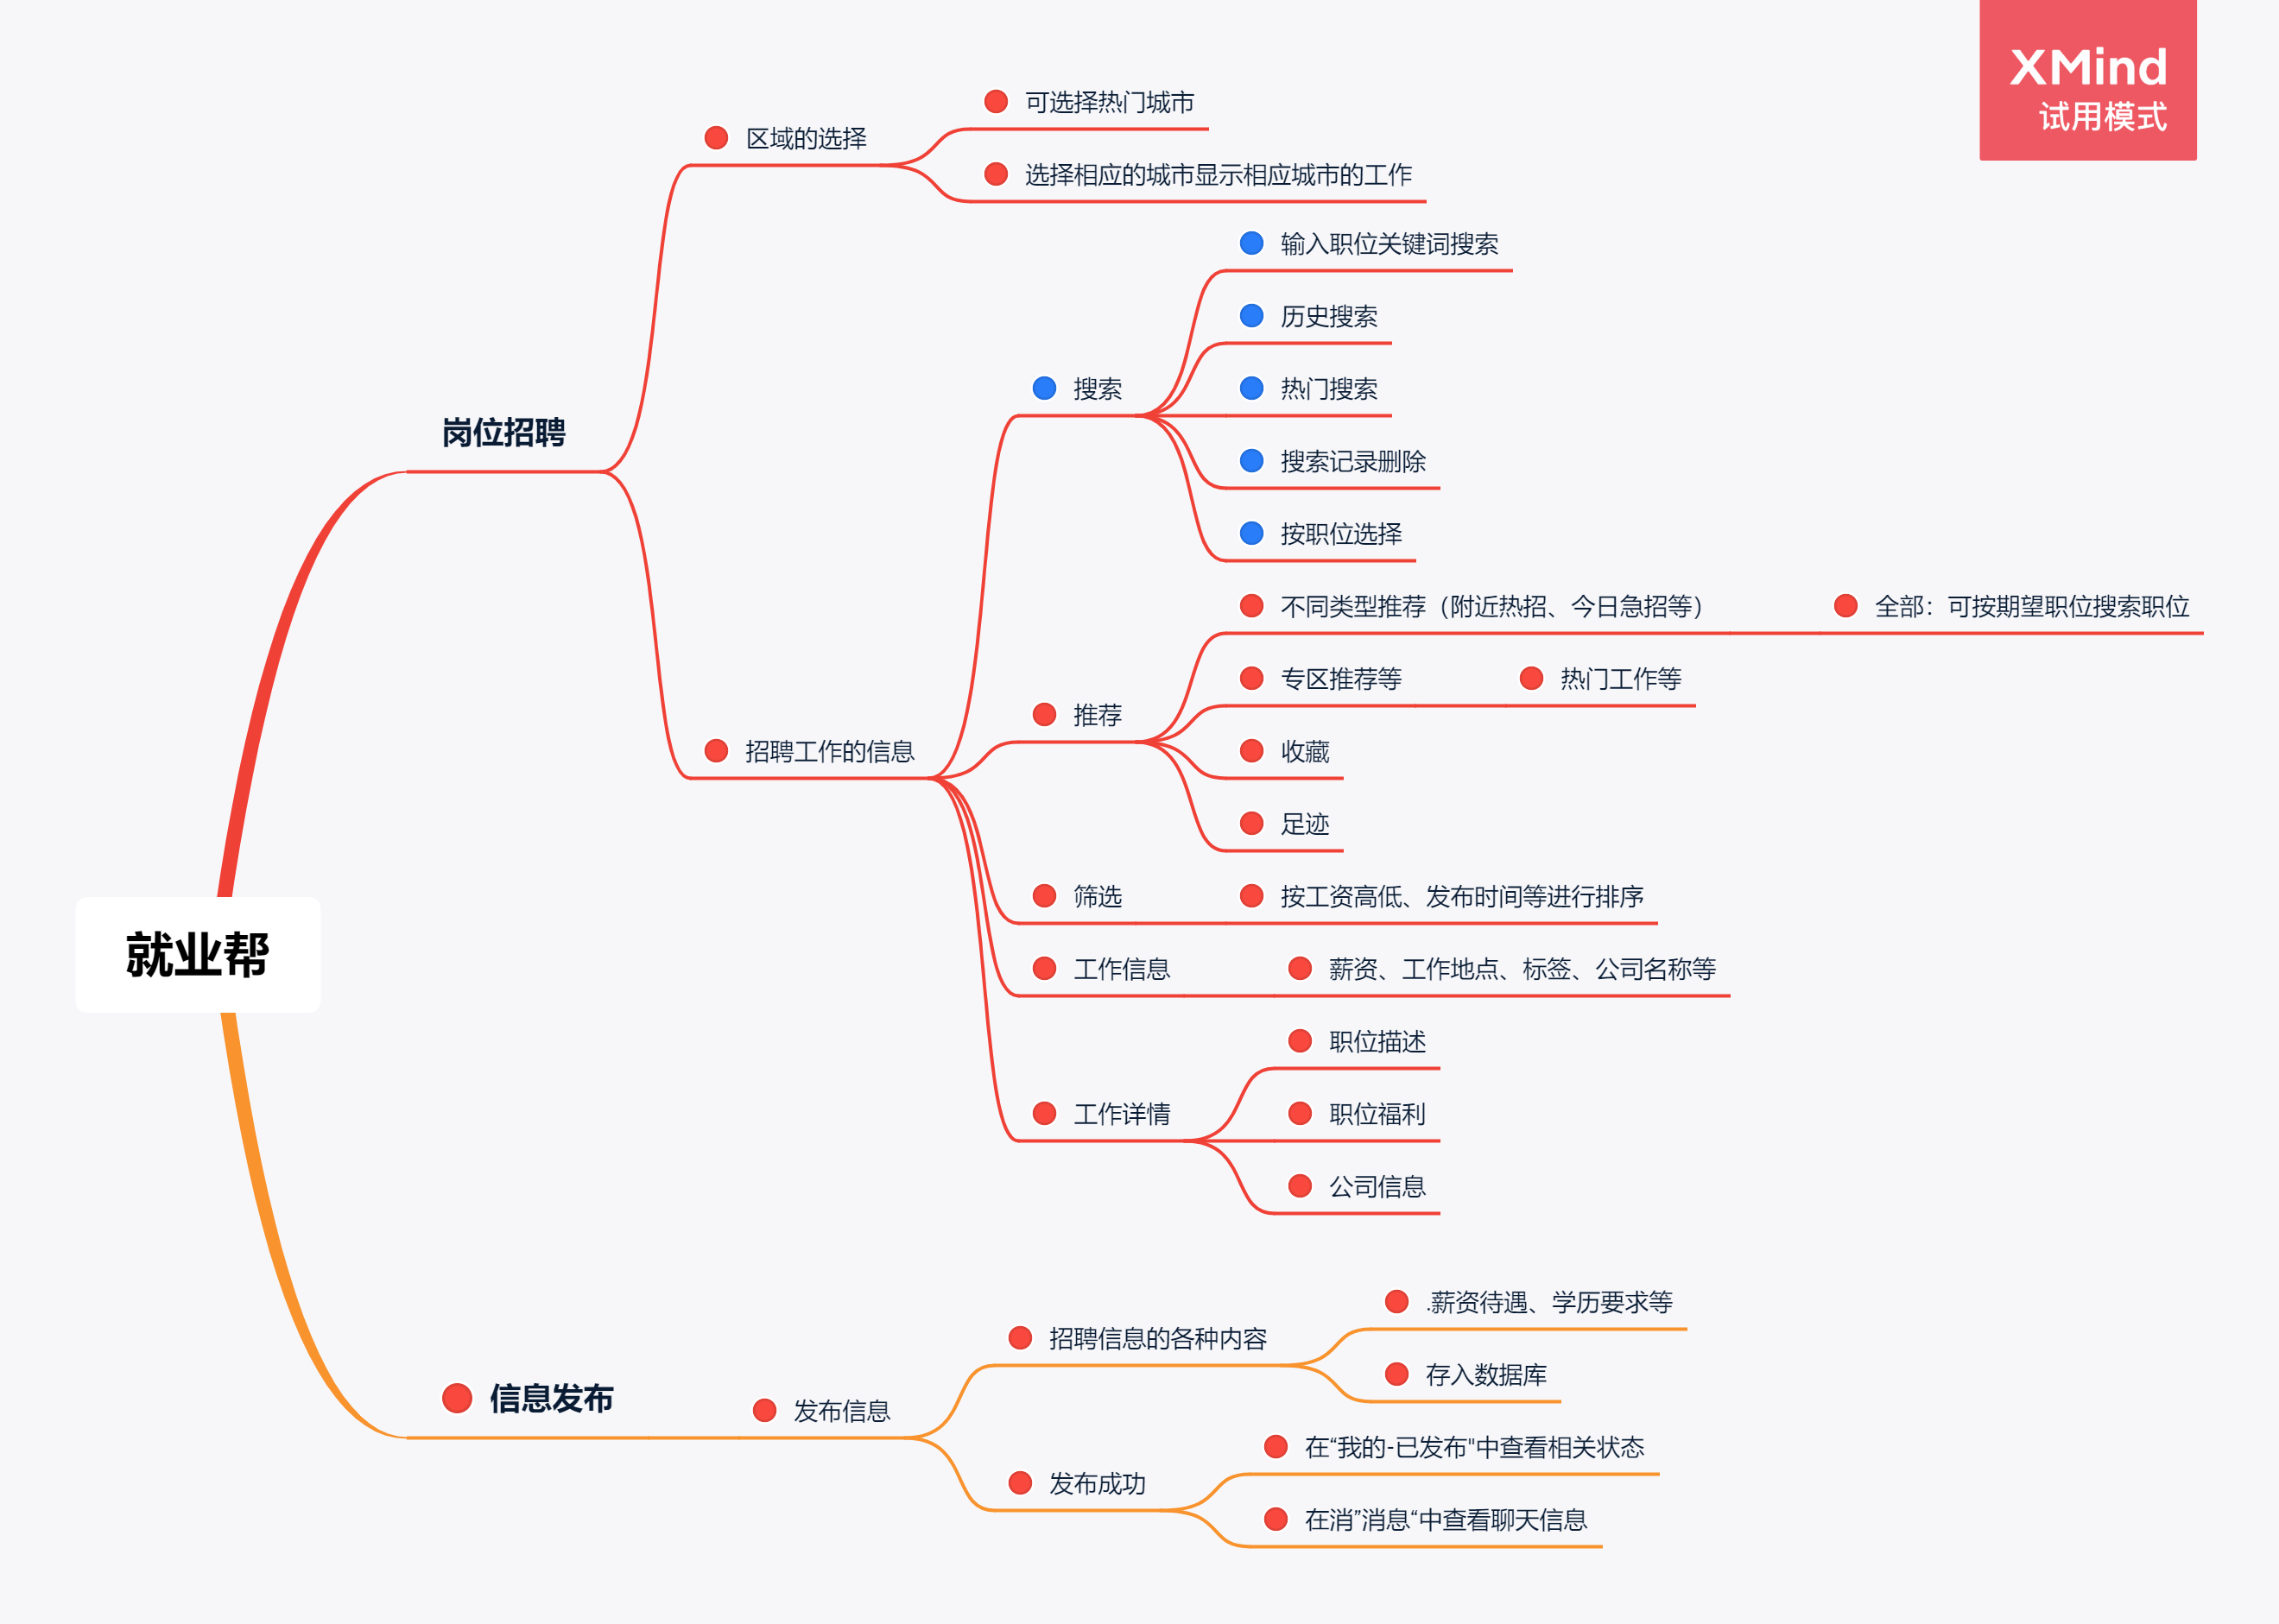 XMind
试用模式
就业帮
岗位招聘
区域的选择
可选择热门城市
选择相应的城市显示相应城市的工作
招聘工作的信息
搜索
输入职位关键词搜索
历史搜索
热门搜索
搜索记录删除
按职位选择
推荐
不同类型推荐（附近热招、今日急招等）
全部：可按期望职位搜索职位
专区推荐等
热门工作等
收藏
足迹
筛选
按工资高低、发布时间等进行排序
工作信息
薪资、工作地点、标签、公司名称等
工作详情
职位描述
职位福利
公司信息
信息发布
发布信息
招聘信息的各种内容
.薪资待遇、学历要求等
存入数据库
发布成功
在“我的-已发布"中查看相关状态
在消”消息“中查看聊天信息